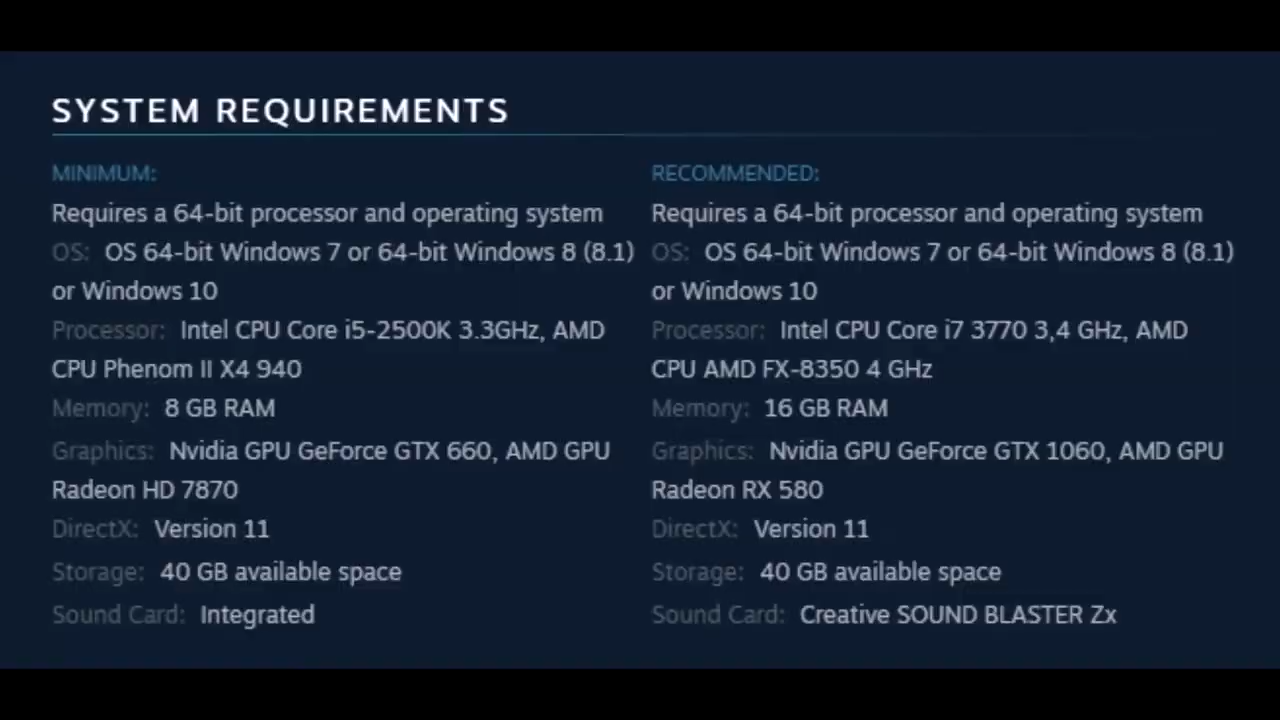 SYSTEM REQUIREMENTS
MINIMUM:
Requires a 64-bit processor and operating system
OS: OS 64-bit Windows 7 or 64-bit Windows 8 (8.1)
or Windows 10
Processor: Intel CPU Core i5-2500K 3.3GHz, AMD
CPU Phenom II X4 940
Memory: 8 GB RAM
Graphics: Nvidia GPU GeForce GTX 660, AMD GPU
Radeon HD 7870
DirectX: Version 11
Storage: 40 GB available space
Sound Card: Integrated
RECOMMENDED:
Requires a 64-bit processor and operating system
OS: OS 64-bit Windows 7 or 64-bit Windows 8 (8.1)
or Windows 10
Processor: Intel CPU Core i7 3770 3,4 GHz, AMD
CPU AMD FX-8350 4 GHz
Memory: 16 GB RAM
Graphics: Nvidia GPU GeForce GTX 1060, AMD GPU
Radeon RX 580
DirectX: Version 11
Storage: 40 GB available space
Sound Card: Creative SOUND BLASTER Zx